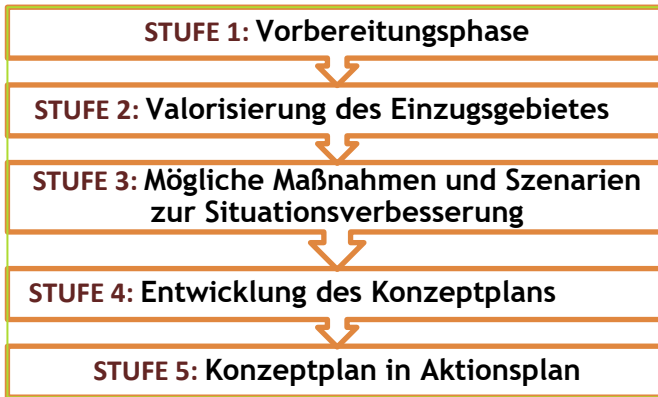 STUFE 1: Vorbereitungsphase
STUFE 2: Valorisierung des Einzugsgebietes
STUFE 3: Mögliche Maßnahmen und Szenarien
zur Situationsverbesserung
STUFE 4: Entwicklung des Konzeptplans
STUFE 5: Konzeptplan in Aktionsplan